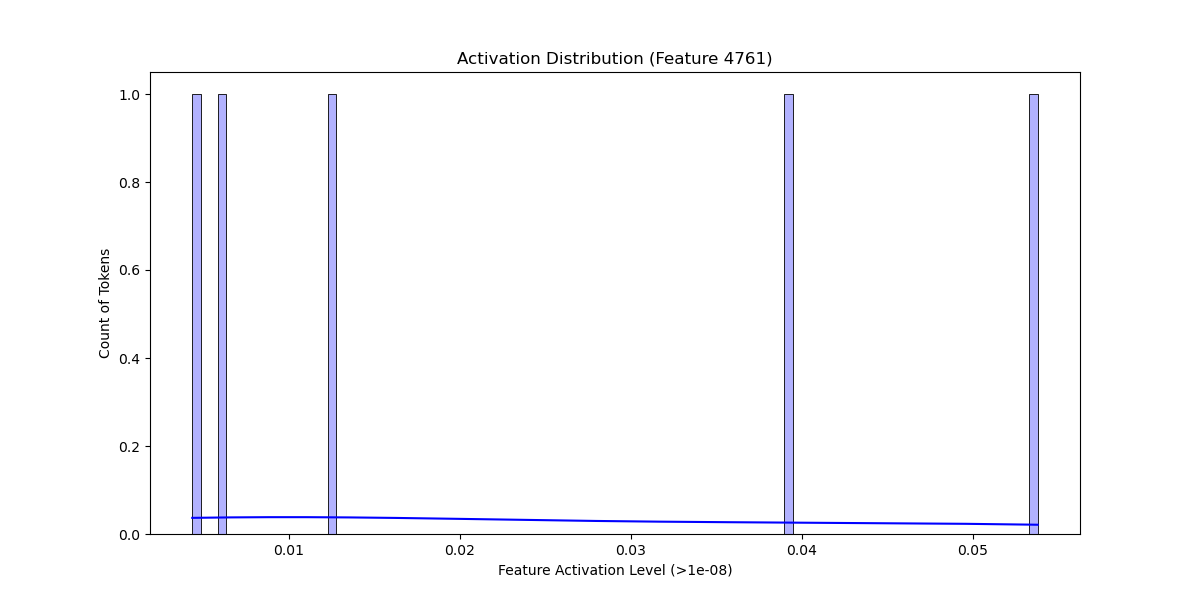 Activation Distribution (Feature 4761)
1.0
0.8
0.6
0.4
0.2
0.0
Count of Tokens
0.01 0.02 0.03 0.04 0.05
Feature Activation Level (>1e-08)